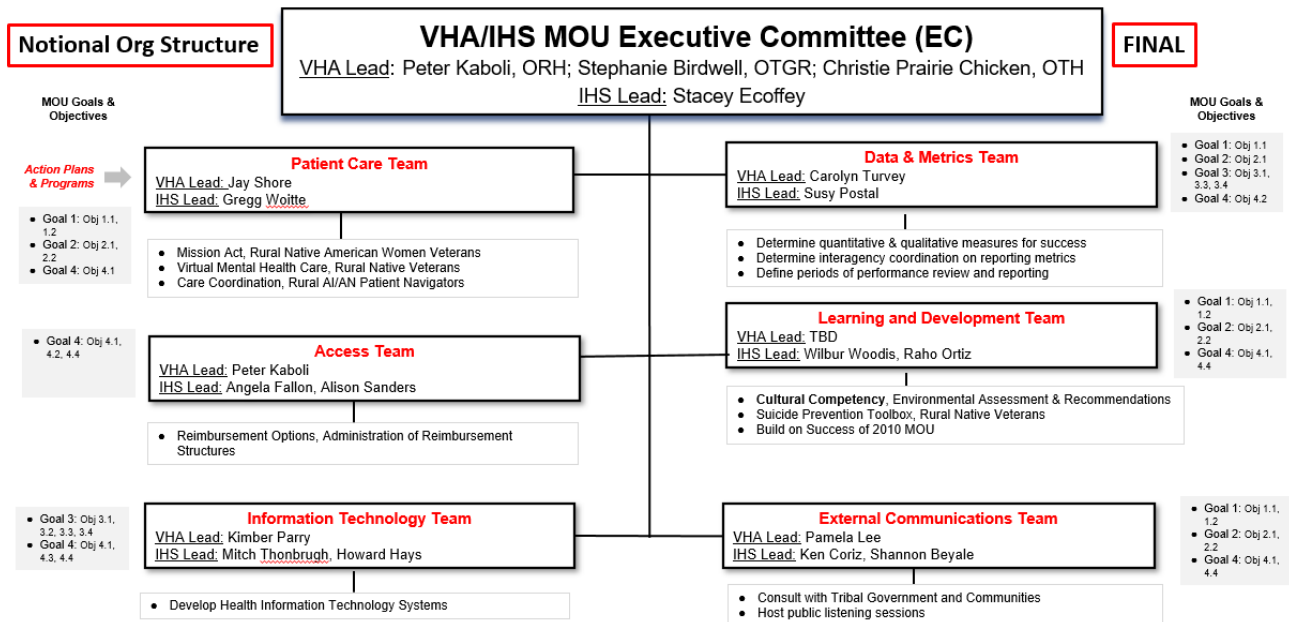 Notional Org Structure
VHA/IHS MOU Executive Committee (EC)
VHA Lead: Peter Kaboli, ORH; Stephanie Birdwell, OTGR; Christie Prairie Chicken, OTH
IHS Lead: Stacey Ecoffey
FINAL
MOU Goals &
Objectives
Action Plans
& Programs
Patient Care Team
VHA Lead: Jay Shore
IHS Lead: Gregg Woitte
• Goal 1: Obj 1.1,
1.2
• Goal 2: Obj 2.1,
2.2
• Goal 4: Obj 4.1
• Mission Act, Rural Native American Women Veterans
• Virtual Mental Health Care, Rural Native Veterans
• Care Coordination, Rural AI/AN Patient Navigators
Data & Metrics Team
VHA Lead: Carolyn Turvey
IHS Lead: Susy Postal
MOU Goals &
Objectives
• Goal 1: Obj 1.1
• Goal 2: Obj 2.1
• Goal 3: Obj 3.1,
3.3, 3.4
• Goal 4: Obj 4.2
• Determine quantitative & qualitative measures for success
• Determine interagency coordination on reporting metrics
• Define periods of performance review and reporting
• Goal 4: Obj 4.1,
4.2, 4.4
Access Team
VHA Lead: Peter Kaboli
IHS Lead: Angela Fallon, Alison Sanders
• Reimbursement Options, Administration of Reimbursement
Structures
Learning and Development Team
VHA Lead: TBD
IHS Lead: Wilbur Woodis, Raho Ortiz
• Goal 1: Obj 1.1,
1.2
• Goal 2: Obj 2.1,
2.2
• Goal 4: Obj 4.1,
4.4
• Cultural Competency, Environmental Assessment & Recommendations
• Suicide Prevention Toolbox, Rural Native Veterans
• Build on Success of 2010 MOU
• Goal 3: Obj 3.1,
3.2, 3.3, 3.4
• Goal 4: Obj 4.1,
4.3, 4.4
Information Technology Team
VHA Lead: Kimber Parry
IHS Lead: Mitch Thonbrugh, Howard Hays
• Develop Health Information Technology Systems
External Communications Team
VHA Lead: Pamela Lee
IHS Lead: Ken Coriz, Shannon Beyale
• Goal 1: Obj 1.1,
1.2
• Goal 2: Obj 2.1,
2.2
• Goal 4: Obj 4.1,
4.4
• Consult with Tribal Government and Communities
• Host public listening sessions